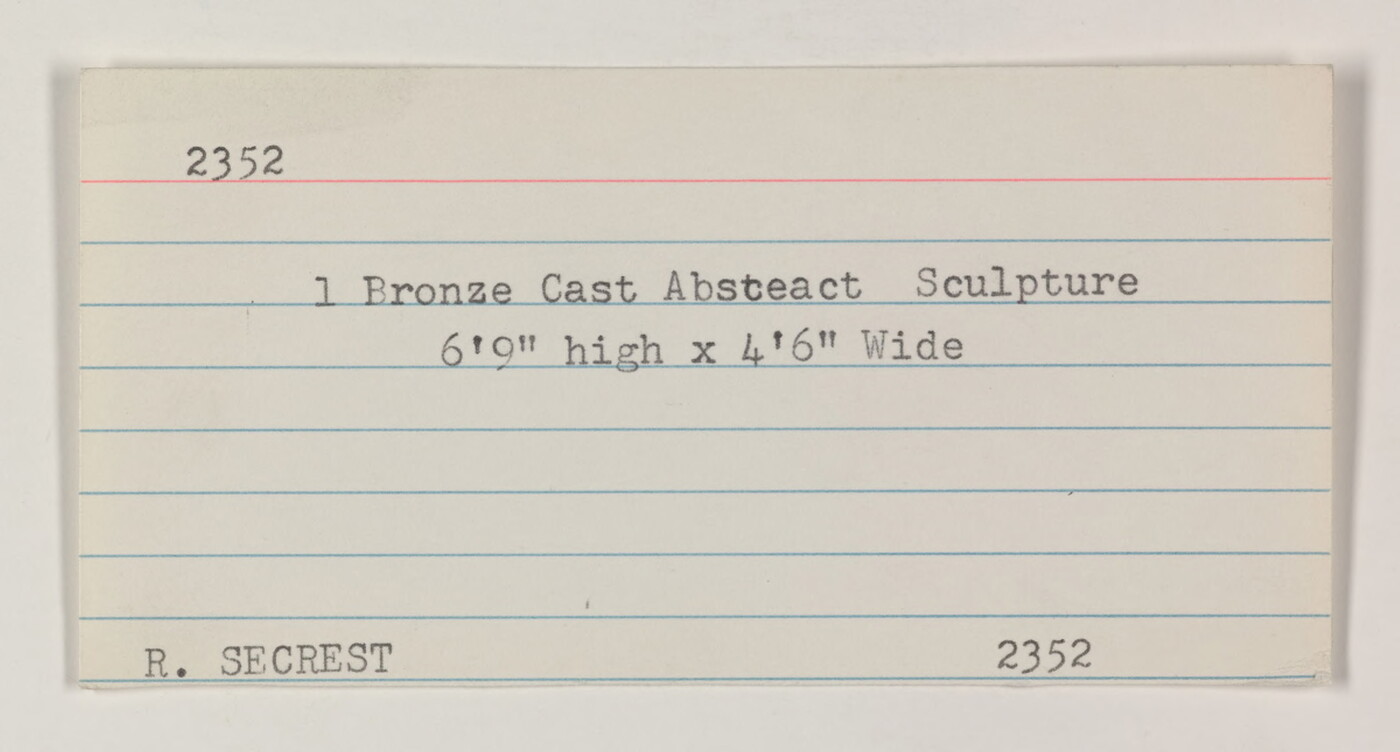 2352
1 Bronze Cast Absteact Sculpture
6'9" high x 4'6" Wide
R. SECREST 2352